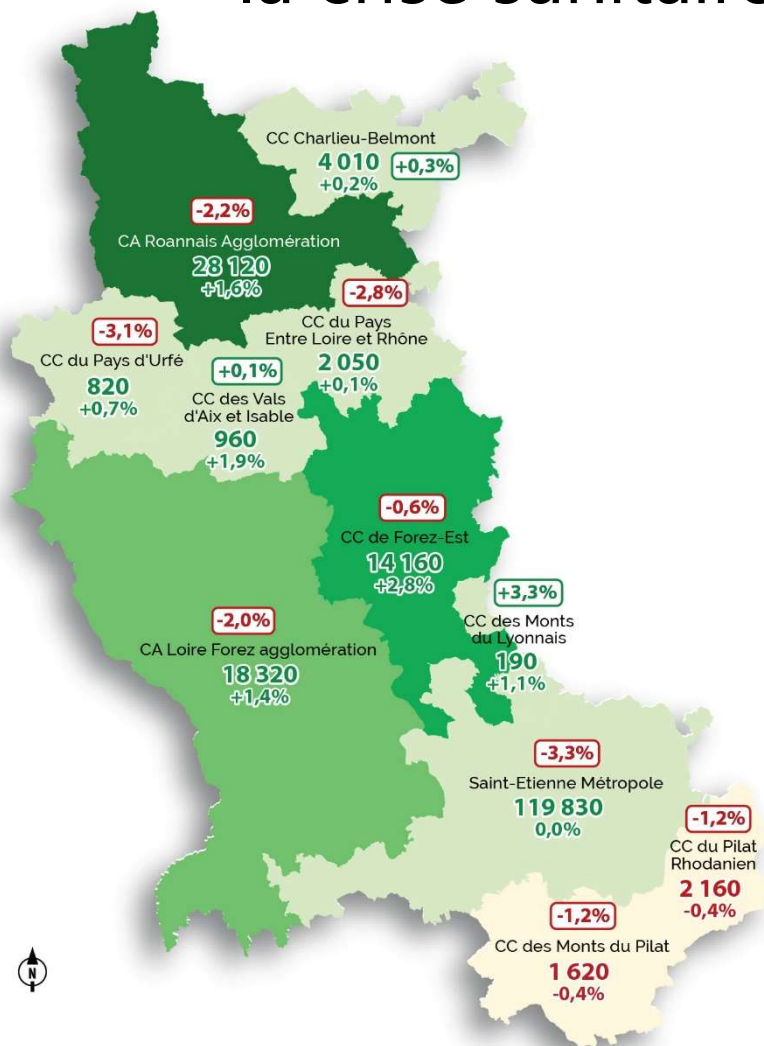 la crise sanitaire
CC Charlieu-Belmont
4 010
+0,2%
+0,3%
-2,2%
CA Roannais Agglomération
28 120
+1,6%
-2,8%
CC du Pays
Entre Loire et Rhône
2 050
+0,1%
-3,1%
CC du Pays d'Urfé
820
+0,7%
+0,1%
CC des Vals
d'Aix et Isable
960
+1,9%
-0,6%
CC de Forez-Est
14 160
+2,8%
+3,3%
CC des Monts
du Lyonnais
190
+1,1%
-2,0%
CA Loire Forez agglomération
18 320
+1,4%
-3,3%
Saint-Etienne Métropole
119 830
0,0%
-1,2%
CC du Pilat
Rhodanien
2 160
-0,4%
-1,2%
CC des Monts du Pilat
1 620
-0,4%
N